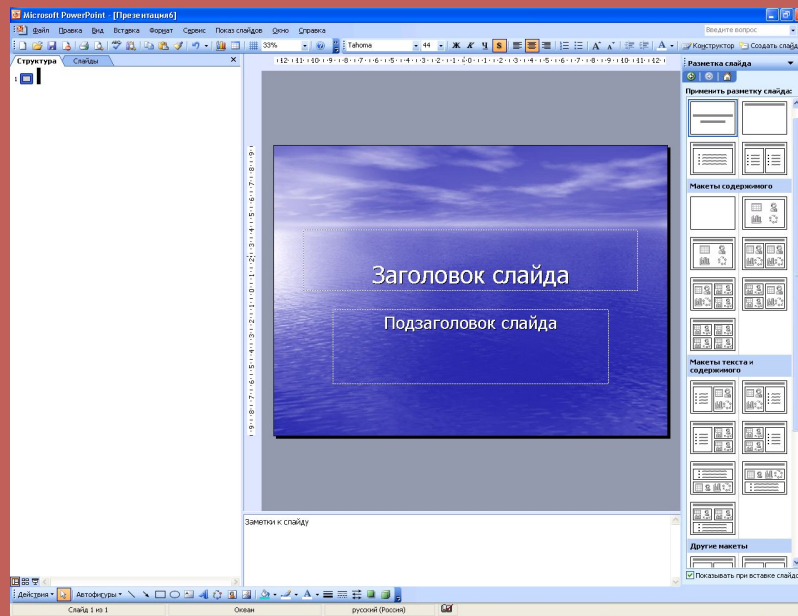 Microsoft PowerPoint - [Презентация6]
Файл Правка Вид Вставка Формат Сервис Показ слайдов Окно Справка
Введите вопрос
33%
Tahoma
44
Ж К Ч S
Конструктор Создать слайд
Структура Слайды
Разметка слайда
Применить разметку слайда:
1
Макеты содержимого
Заголовок слайда
Подзаголовок слайда
Макеты текста и
содержимого
Заметки к слайду
Другие макеты
Показывать при вставке слайдо
Действия Автофигуры
Слайд 1 из 1 Океан русский (Россия)